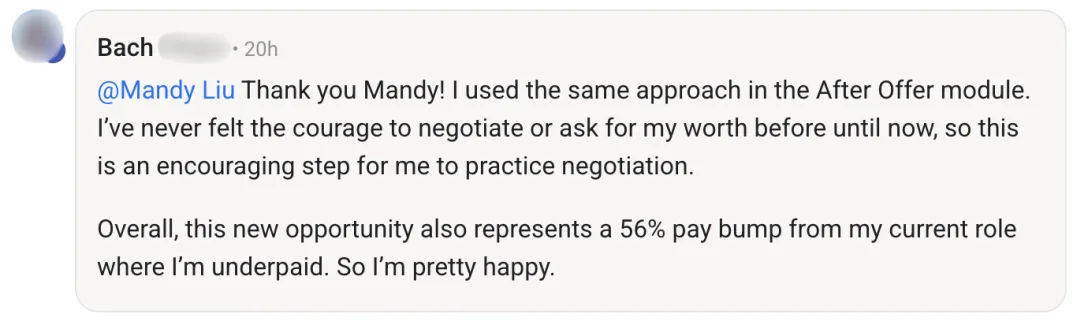 Bach • 20h
@Mandy Liu Thank you Mandy! I used the same approach in the After Offer module.
I’ve never felt the courage to negotiate or ask for my worth before until now, so this
is an encouraging step for me to practice negotiation.
Overall, this new opportunity also represents a 56% pay bump from my current role
where I’m underpaid. So I’m pretty happy.